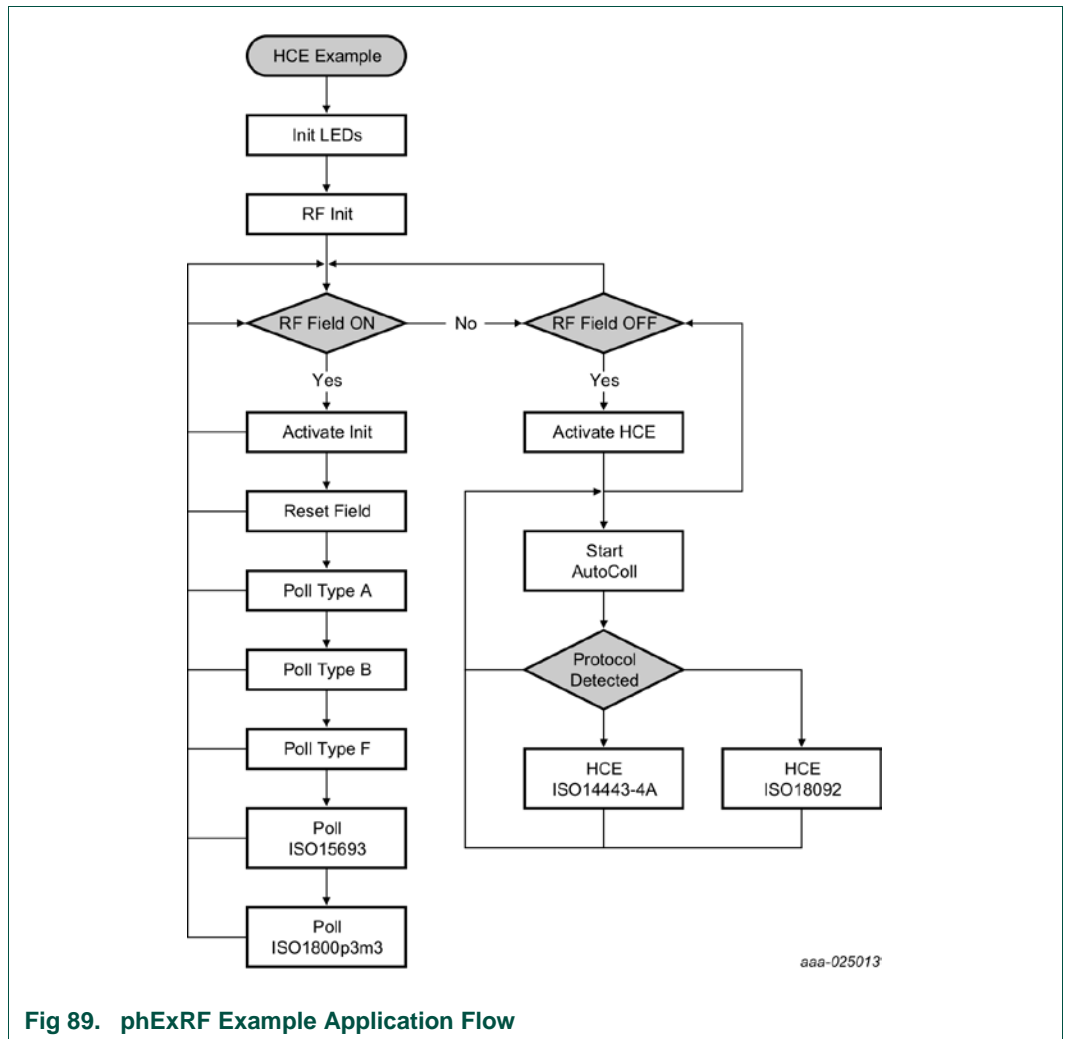 HCE Example
Init LEDs
RF Init
RF Field ON
No
RF Field OFF
Yes
Yes
Activate Init
Activate HCE
Reset Field
Start
AutoColl
Poll Type A
Poll Type B
Protocol
Detected
Poll Type F
HCE
ISO14443-4A
HCE
ISO18092
Poll
ISO15693
Poll
ISO1800p3m3
aaa-025013
Fig 89. phExRF Example Application Flow